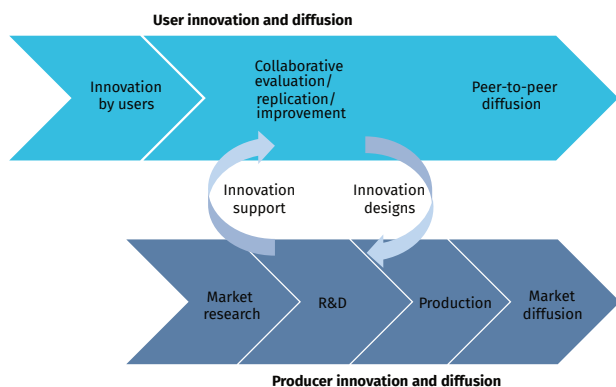 User innovation and diffusion
Innovation
by users
Collaborative
evaluation/
replication/
improvement
Peer-to-peer
diffusion
Innovation
support
Innovation
designs
Market
research
R&D
Production
Market
diffusion
Producer innovation and diffusion